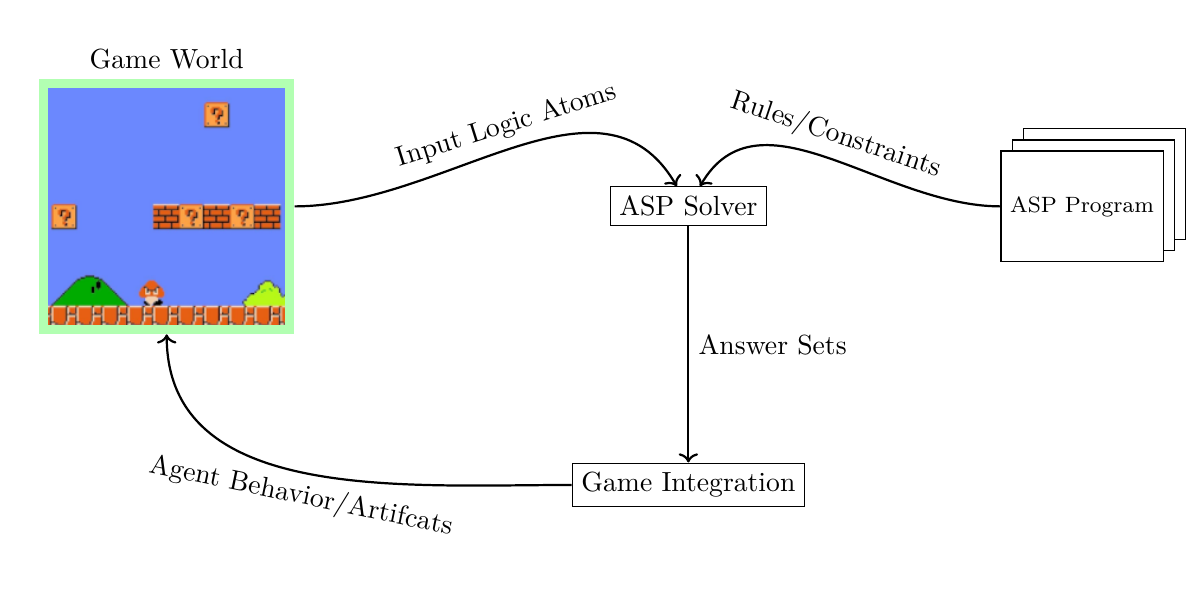 Game World
Input Logic Atoms
Rules/Constraints
?
?
?
?
ASP Solver
ASP Program
Answer Sets
Agent Behavior/Artifcats
Game Integration